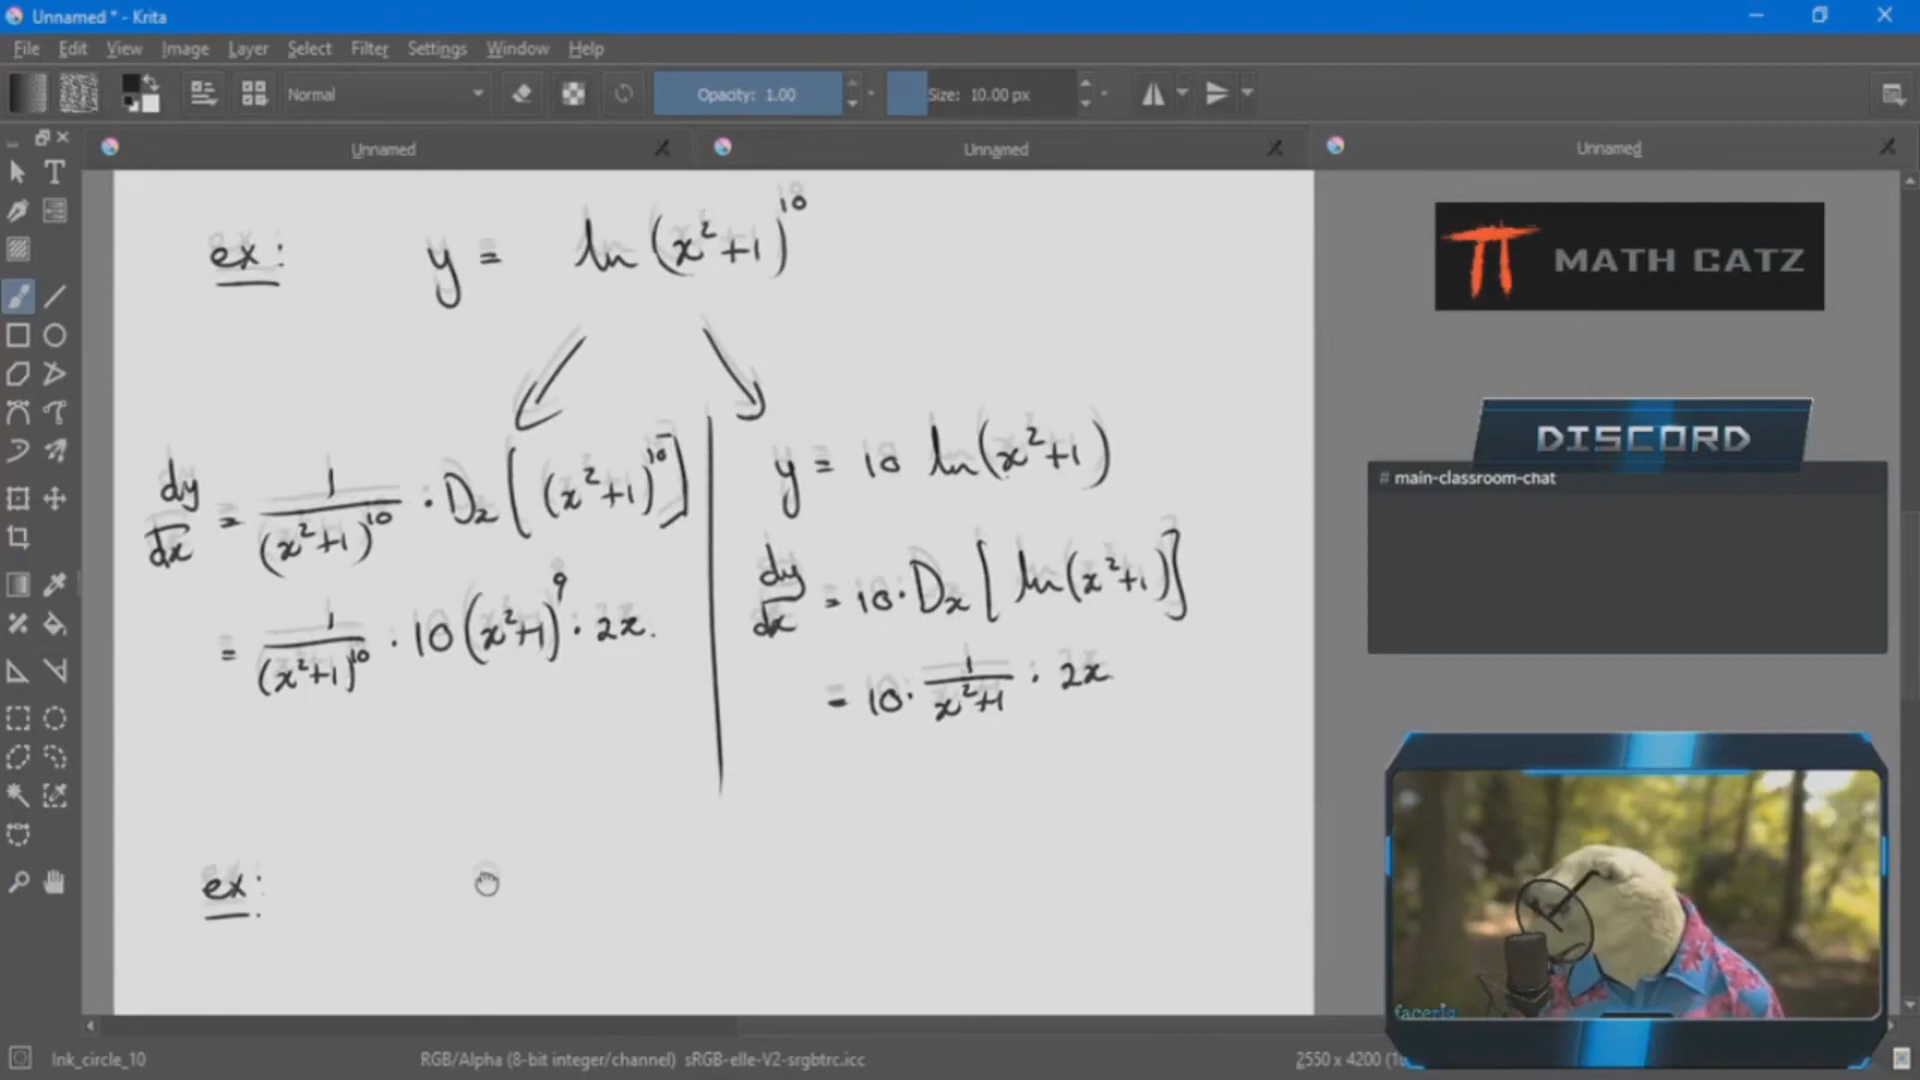 Unnamed * - Krita
File Edit View Image Layer Select Filter Settings Window Help
Normal Opacity: 1.00 Size: 10.00 px
Unnamed Unnamed Unnamed
ex: y = ln (x²+1)¹⁰
dy/dx = 1/(x²+1)¹⁰ · Dₓ [(x²+1)¹⁰]
= 1/(x²+1)¹⁰ · 10(x²+1)⁹ · 2x.
y = 10 ln(x²+1)
dy/dx = 10 · Dₓ [ln(x²+1)]
= 10 · 1/x²+1 · 2x
ex:
π MATH CATZ
DISCORD
# main-classroom-chat
facerig
Ink_circle_10 RGB/Alpha (8-bit integer/channel) sRGB-elle-V2-srgbtrc.icc 2550 x 4200